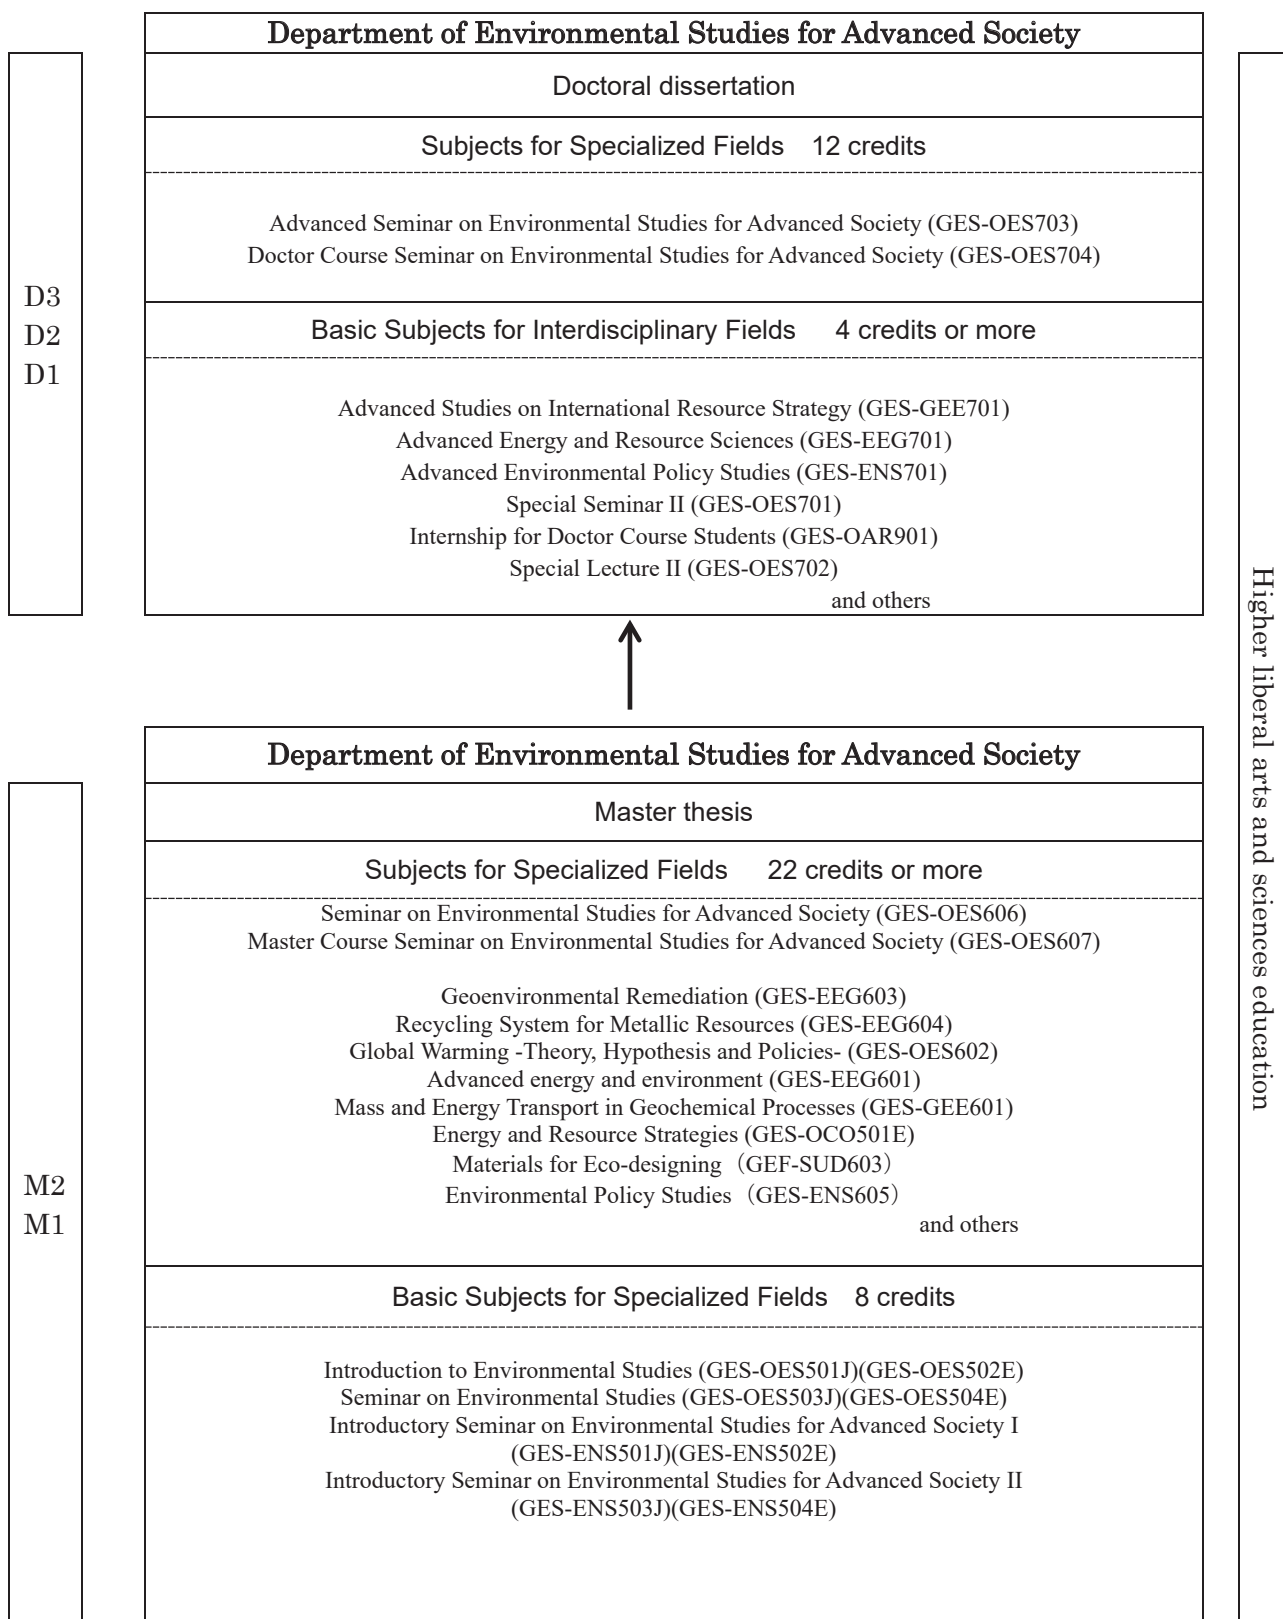 Department of Environmental Studies for Advanced Society
Doctoral dissertation
Subjects for Specialized Fields 12 credits
Advanced Seminar on Environmental Studies for Advanced Society (GES-OES703)
Doctor Course Seminar on Environmental Studies for Advanced Society (GES-OES704)
D3
D2
D1
Basic Subjects for Interdisciplinary Fields 4 credits or more
Advanced Studies on International Resource Strategy (GES-GEE701)
Advanced Energy and Resource Sciences (GES-EEG701)
Advanced Environmental Policy Studies (GES-ENS701)
Special Seminar II (GES-OES701)
Internship for Doctor Course Students (GES-OAR901)
Special Lecture II (GES-OES702)
and others
Higher liberal arts and sciences education
Department of Environmental Studies for Advanced Society
Master thesis
Subjects for Specialized Fields 22 credits or more
Seminar on Environmental Studies for Advanced Society (GES-OES606)
Master Course Seminar on Environmental Studies for Advanced Society (GES-OES607)
Geoenvironmental Remediation (GES-EEG603)
Recycling System for Metallic Resources (GES-EEG604)
Global Warming -Theory, Hypothesis and Policies- (GES-OES602)
Advanced energy and environment (GES-EEG601)
Mass and Energy Transport in Geochemical Processes (GES-GEE601)
Energy and Resource Strategies (GES-OCO501E)
Materials for Eco-designing（GEF-SUD603）
Environmental Policy Studies（GES-ENS605）
and others
M2
M1
Basic Subjects for Specialized Fields 8 credits
Introduction to Environmental Studies (GES-OES501J)(GES-OES502E)
Seminar on Environmental Studies (GES-OES503J)(GES-OES504E)
Introductory Seminar on Environmental Studies for Advanced Society I
(GES-ENS501J)(GES-ENS502E)
Introductory Seminar on Environmental Studies for Advanced Society II
(GES-ENS503J)(GES-ENS504E)